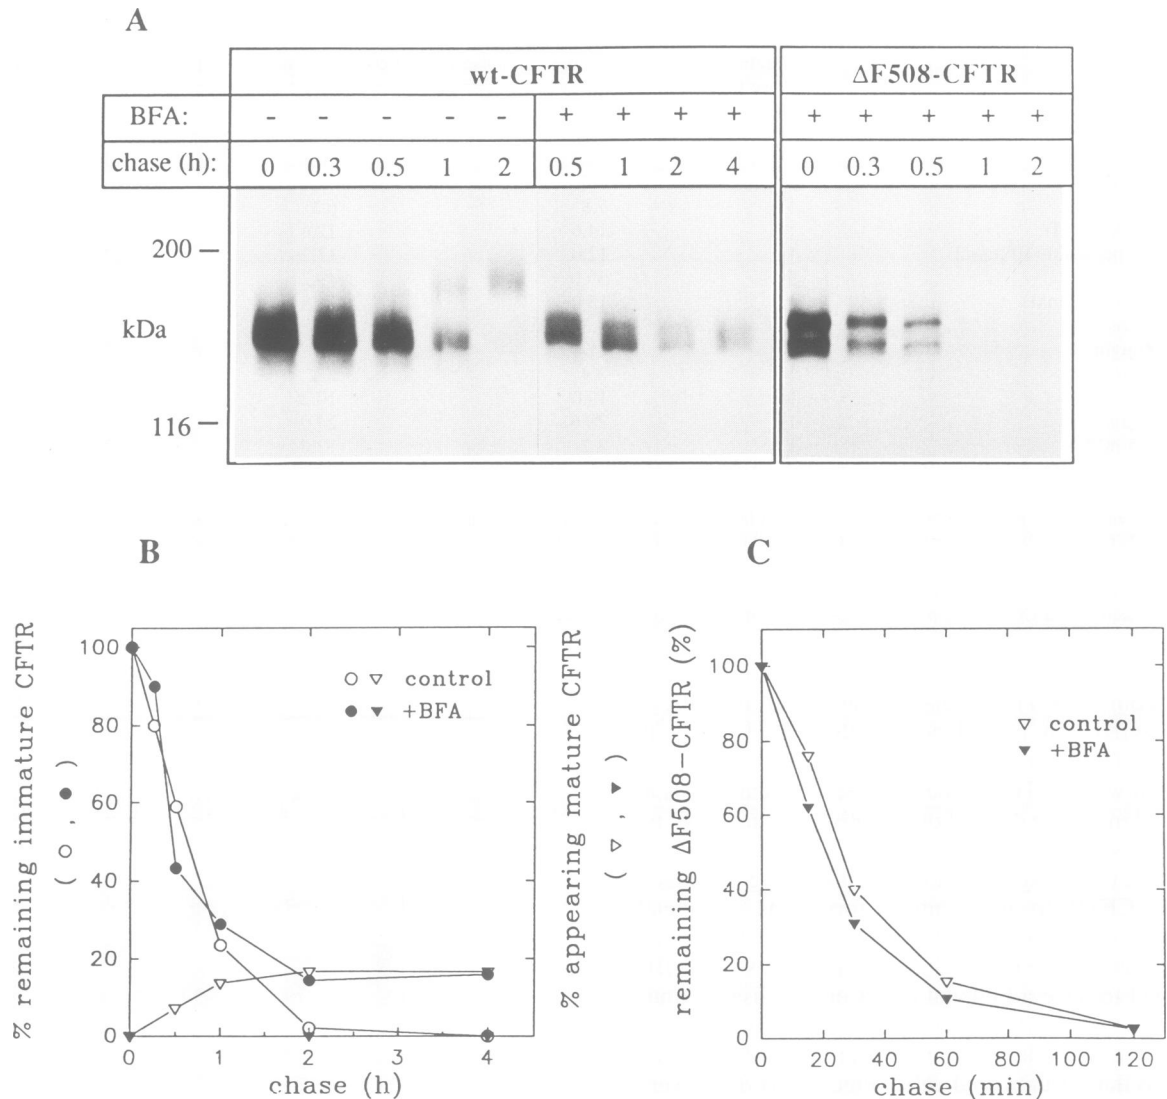 A
wt-CFTR
ΔF508-CFTR
BFA: - - - - - + + + + + + + + +
chase (h): 0 0.3 0.5 1 2 0.5 1 2 4 0 0.3 0.5 1 2
200
kDa
116
B
% remaining immature CFTR
( ○ , ● )
100
80
60
40
20
0
control
+BFA
0 1 2 3 4
chase (h)
% appearing mature CFTR
( ▽ , ▼ )
C
remaining ΔF508-CFTR (%)
100
80
60
40
20
0
control
+BFA
0 20 40 60 80 100 120
chase (min)